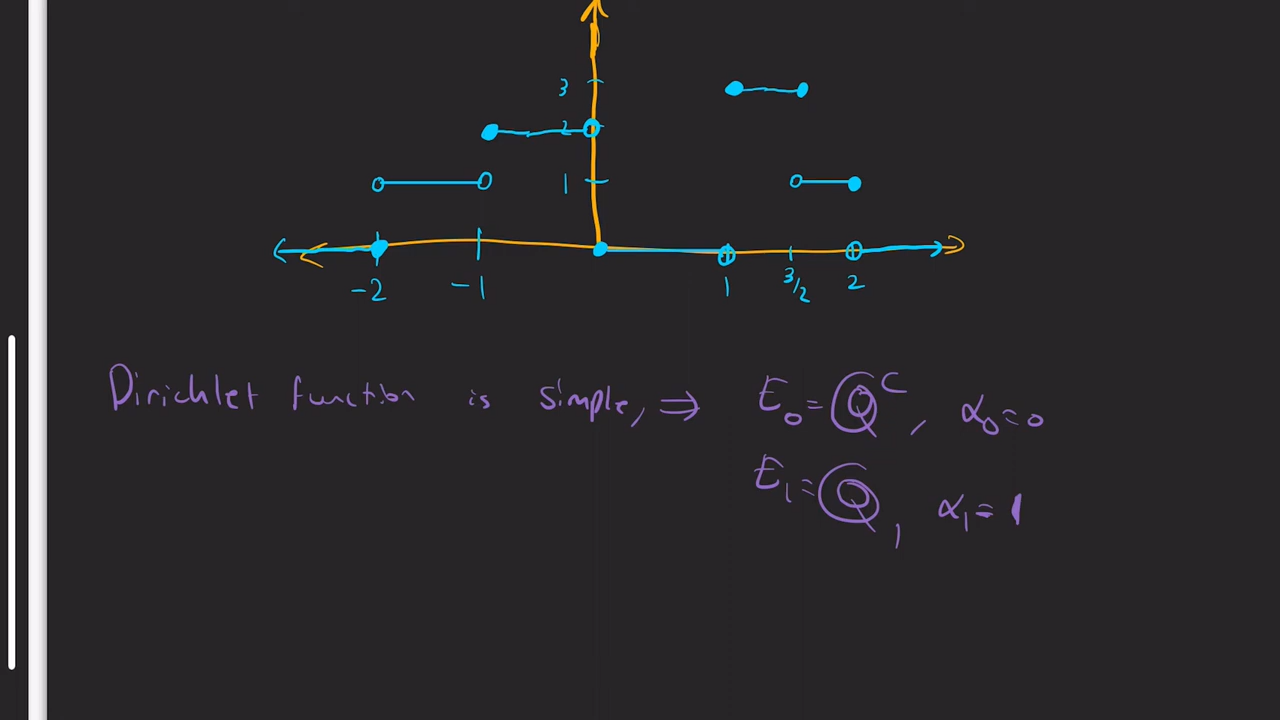 3
2
1
-2 -1 1 3/2 2
Dirichlet function is simple, ⇒ E₀ = ℚᶜ, α₀ = 0
E₁ = ℚ, α₁ = 1